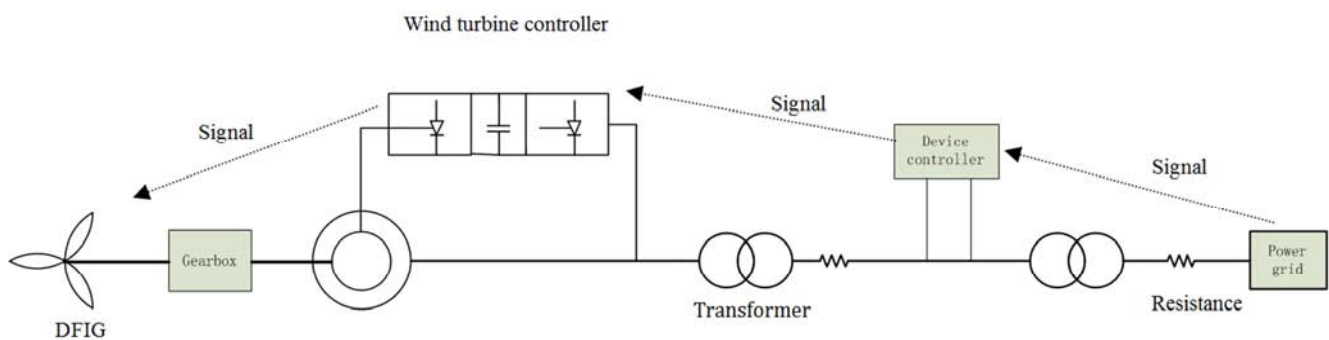 Wind turbine controller
Signal
Signal
Device
controller
Signal
Gearbox
Power
grid
DFIG
Transformer
Resistance